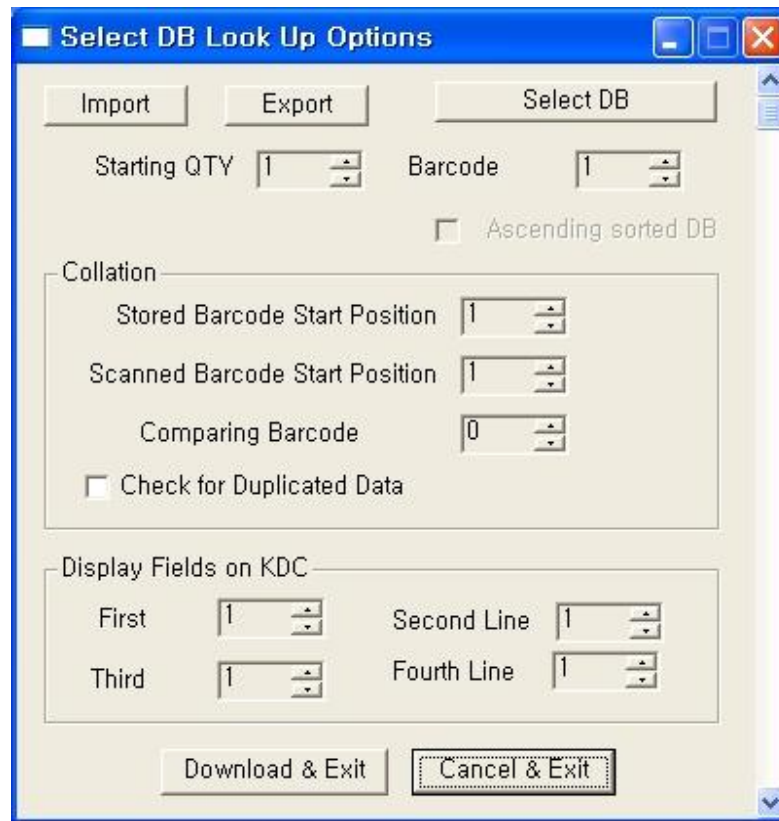 Select DB Look Up Options
Import Export Select DB
Starting QTY 1 Barcode 1
Ascending sorted DB
Collation
Stored Barcode Start Position 1
Scanned Barcode Start Position 1
Comparing Barcode 0
Check for Duplicated Data
Display Fields on KDC
First 1 Second Line 1
Third 1 Fourth Line 1
Download & Exit Cancel & Exit